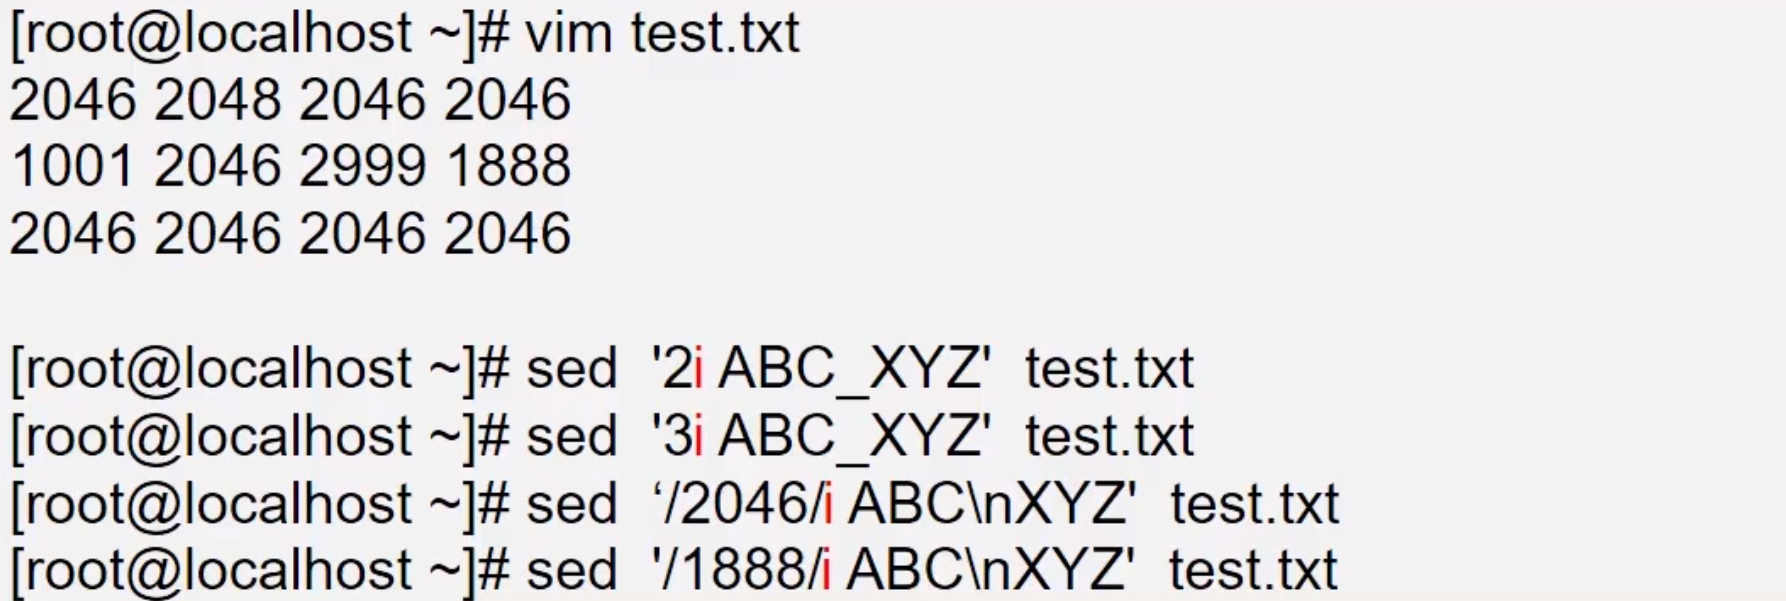 [root@localhost ~]# vim test.txt
2046 2048 2046 2046
1001 2046 2999 1888
2046 2046 2046 2046
[root@localhost ~]# sed  '2i ABC_XYZ'  test.txt
[root@localhost ~]# sed  '3i ABC_XYZ'  test.txt
[root@localhost ~]# sed  ‘/2046/i ABC\nXYZ'  test.txt
[root@localhost ~]# sed  '/1888/i ABC\nXYZ'  test.txt